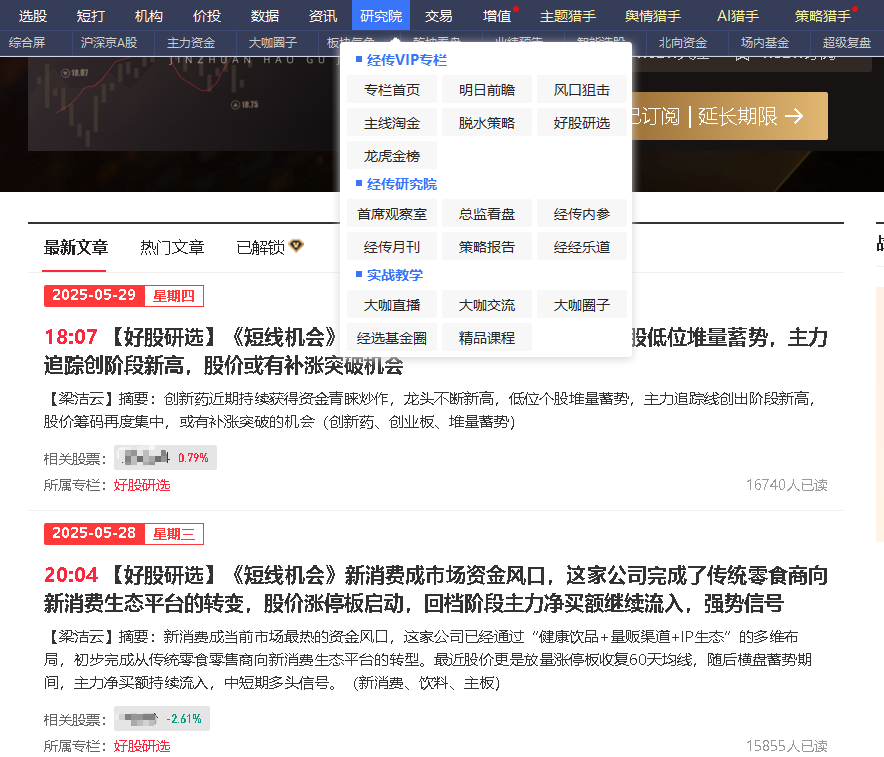 选股 短打 机构 价投 数据 资讯 研究院 交易 增值 主题猎手 舆情猎手 AI猎手 策略猎手
综合屏 沪深京A股 主力资金 大咖圈子 北向资金 场内基金 超级复盘
经传VIP专栏
专栏首页 明日前瞻 风口狙击
主线淘金 脱水策略 好股研选
龙虎金榜
经传研究院
首席观察室 总监看盘 经传内参
经传月刊 策略报告 经经乐道
实战教学
大咖直播 大咖交流 大咖圈子
经选基金圈 精品课程
JINZHUAN HAO GU
18.07
18.75
已订阅 | 延长期限 →
最新文章 热门文章 已解锁
2025-05-29 星期四
18:07 【好股研选】《短线机会》 股低位堆量蓄势，主力
追踪创阶段新高，股价或有补涨突破机会
【梁洁云】摘要：创新药近期持续获得资金青睐炒作，龙头不断新高，低位个股堆量蓄势，主力追踪线创出阶段新高，
股价筹码再度集中，或有补涨突破的机会（创新药、创业板、堆量蓄势）
相关股票： 0.79%
所属专栏：好股研选 16740人已读
2025-05-28 星期三
20:04 【好股研选】《短线机会》新消费成市场资金风口，这家公司完成了传统零食商向
新消费生态平台的转变，股价涨停板启动，回档阶段主力净买额继续流入，强势信号
【梁洁云】摘要：新消费成当前市场最热的资金风口，这家公司已经通过“健康饮品+量贩渠道+IP生态”的多维布
局，初步完成从传统零食零售商向新消费生态平台的转型。最近股价更是放量涨停板收复60天均线，随后横盘蓄势期
间，主力净买额持续流入，中短期多头信号。（新消费、饮料、主板）
相关股票： -2.61%
所属专栏：好股研选 15855人已读